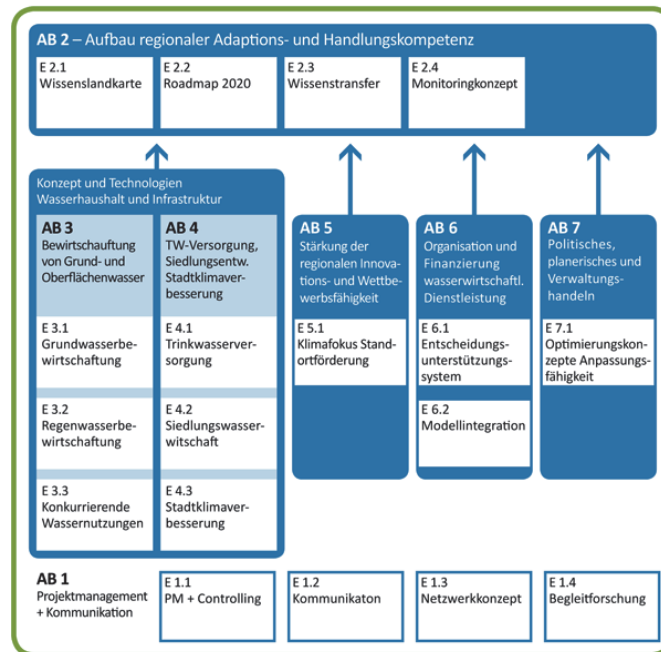 AB 2 – Aufbau regionaler Adaptions- und Handlungskompetenz
E 2.1
Wissenslandkarte
E 2.2
Roadmap 2020
E 2.3
Wissenstransfer
E 2.4
Monitoringkonzept
Konzept und Technologien
Wasserhaushalt und Infrastruktur
AB 3
Bewirtschauftung
von Grund- und
Oberflächenwasser
E 3.1
Grundwasserbe-
wirtschaftung
E 3.2
Regenwasserbe-
wirtschaftung
E 3.3
Konkurrierende
Wassernutzungen
AB 4
TW-Versorgung,
Siedlungsentw.
Stadtklimaver-
besserung
E 4.1
Trinkwasserver-
sorgung
E 4.2
Siedlungswasser-
witschaft
E 4.3
Stadtklimaver-
besserung
AB 5
Stärkung der
regionalen Innova-
tions- und Wettbe-
werbsfähigkeit
E 5.1
Klimafokus Stand-
ortförderung
AB 6
Organisation und
Finanzierung
wasserwirtschaftl.
Dienstleistung
E 6.1
Entscheidungs-
unterstützungs-
system
E 6.2
Modellintegration
AB 7
Politisches,
planerisches und
Verwaltungs-
handeln
E 7.1
Optimierungskon-
zepte Anpassungs-
fähigkeit
AB 1
Projektmanagement
+ Kommunikation
E 1.1
PM + Controlling
E 1.2
Kommunikaton
E 1.3
Netzwerkkonzept
E 1.4
Begleitforschung